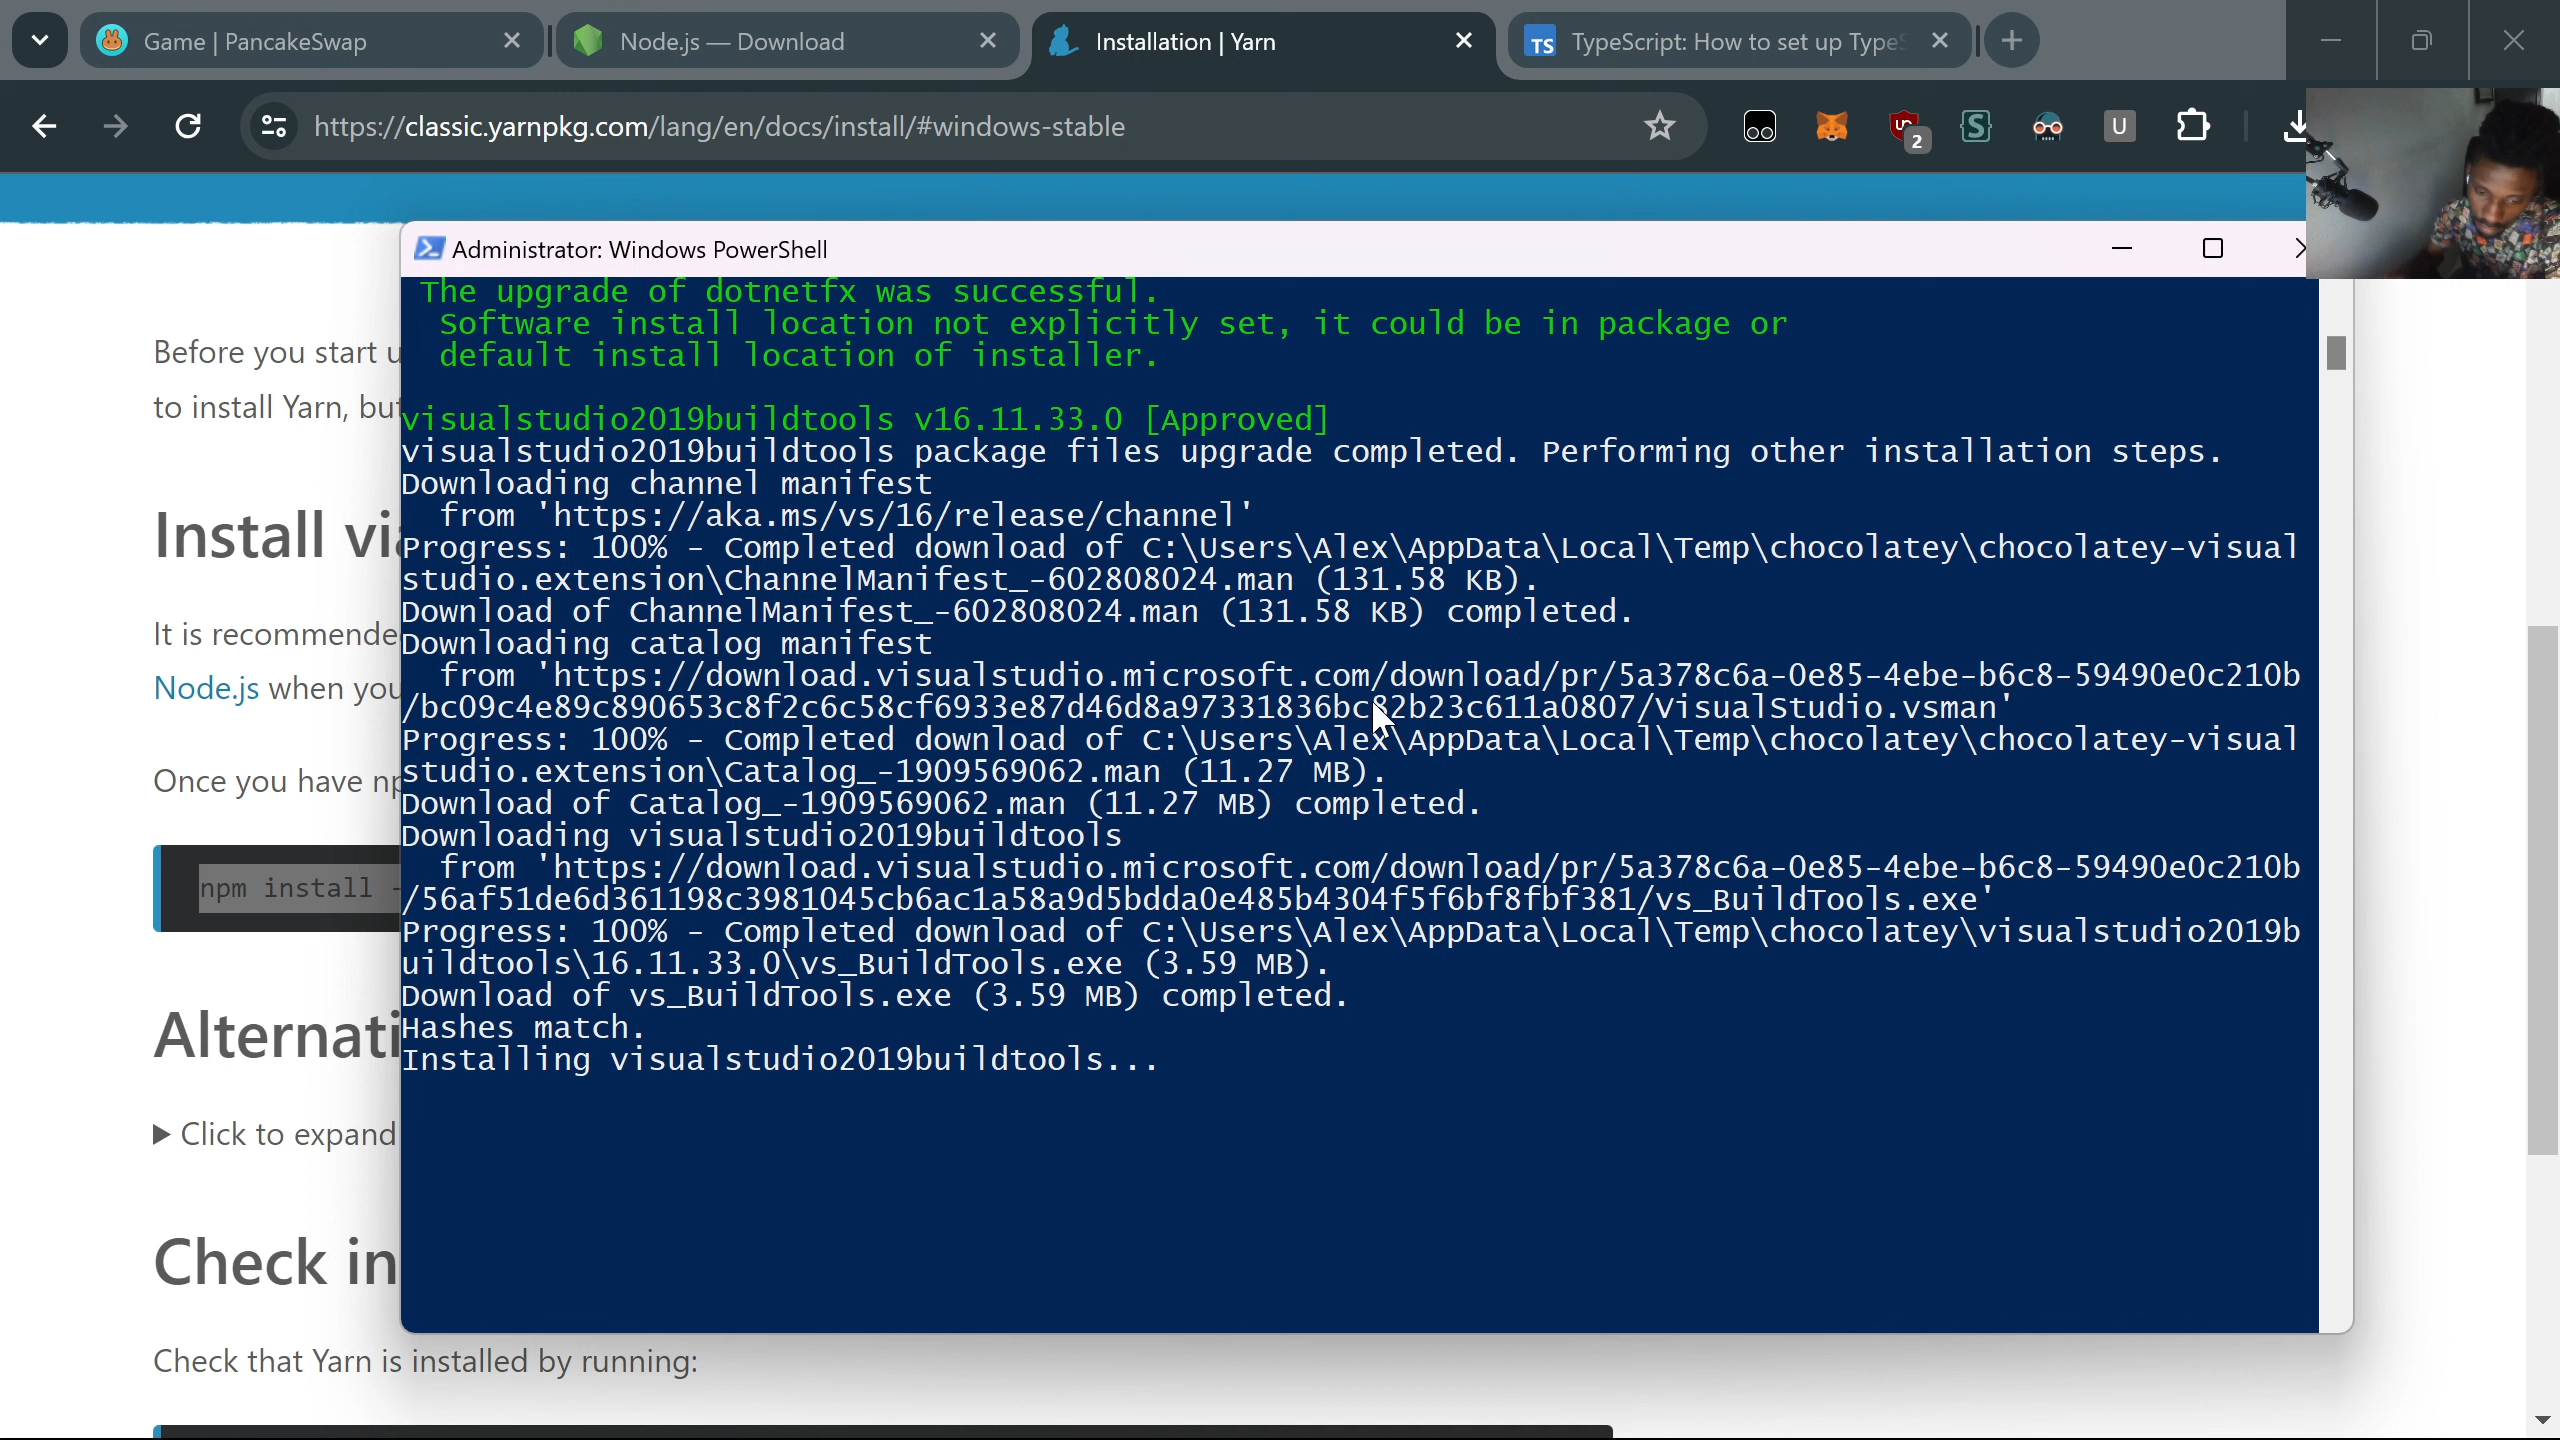 Game | PancakeSwap
Node.js — Download
Installation | Yarn
TS
TypeScript: How to set up Types
https://classic.yarnpkg.com/lang/en/docs/install/#windows-stable
2
S
U
Before you start
to install Yarn,
Install
It is
Node.js when you
Once you have
npm install
Click to expand
Check
Check that Yarn is installed by running:
Administrator: Windows PowerShell
The upgrade of dotnetfx was successful.
Software install location not explicitly set, it could be in package or
default install location of installer.
visualstudio2019buildtools v16.11.33.0 [Approved]
visualstudio2019buildtools package files upgrade completed. Performing other installation steps.
Downloading channel manifest
from 'https://aka.ms/vs/16/release/channel'
Progress: 100% - Completed download of C:\Users\Alex\AppData\Local\Temp\chocolatey\chocolatey-visual
studio.extension\ChannelManifest_-602808024.man (131.58 KB).
Download of ChannelManifest_-602808024.man (131.58 KB) completed.
Downloading catalog manifest
from 'https://download.visualstudio.microsoft.com/download/pr/5a378c6a-0e85-4ebe-b6c8-59490e0c210b
/bc09c4e89c890653c8f2c6c58cf6933e87d46d8a97331836bc82b23c611a0807/VisualStudio.vsman'
Progress: 100% - Completed download of C:\Users\Alex\AppData\Local\Temp\chocolatey\chocolatey-visual
studio.extension\Catalog_-1909569062.man (11.27 MB).
Download of Catalog_-1909569062.man (11.27 MB) completed.
Downloading visualstudio2019buildtools
from 'https://download.visualstudio.microsoft.com/download/pr/5a378c6a-0e85-4ebe-b6c8-59490e0c210b
/56af51de6d361198c3981045cb6ac1a58a9d5bdda0e485b4304f5f6bf8fbf381/vs_BuildTools.exe'
Progress: 100% - Completed download of C:\Users\Alex\AppData\Local\Temp\chocolatey\visualstudio2019b
uildtools\16.11.33.0\vs_BuildTools.exe (3.59 MB).
Download of vs_BuildTools.exe (3.59 MB) completed.
Hashes match.
Installing visualstudio2019buildtools...